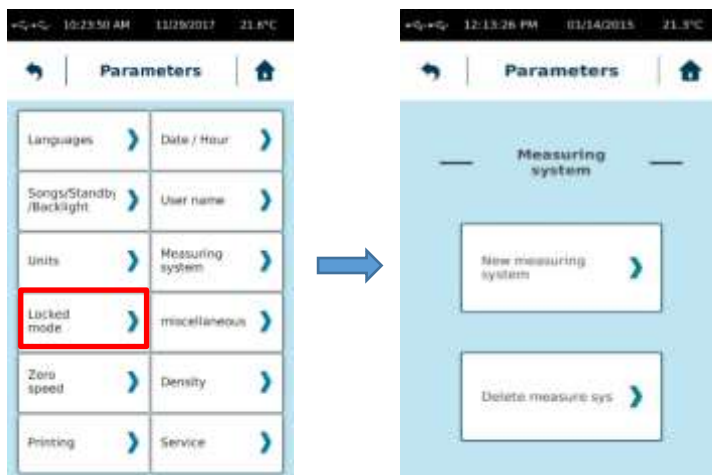 10:23:50 AM 11/29/2017 21.6°C
Parameters
Languages
Date / Hour
Songs/Standby
/Backlight
User name
Units
Measuring
system
Locked
mode
miscellaneous
Zero
speed
Density
Printing
Service
12:13:26 PM 01/14/2015 21.3°C
Parameters
Measuring
system
New measuring
system
Delete measure sys